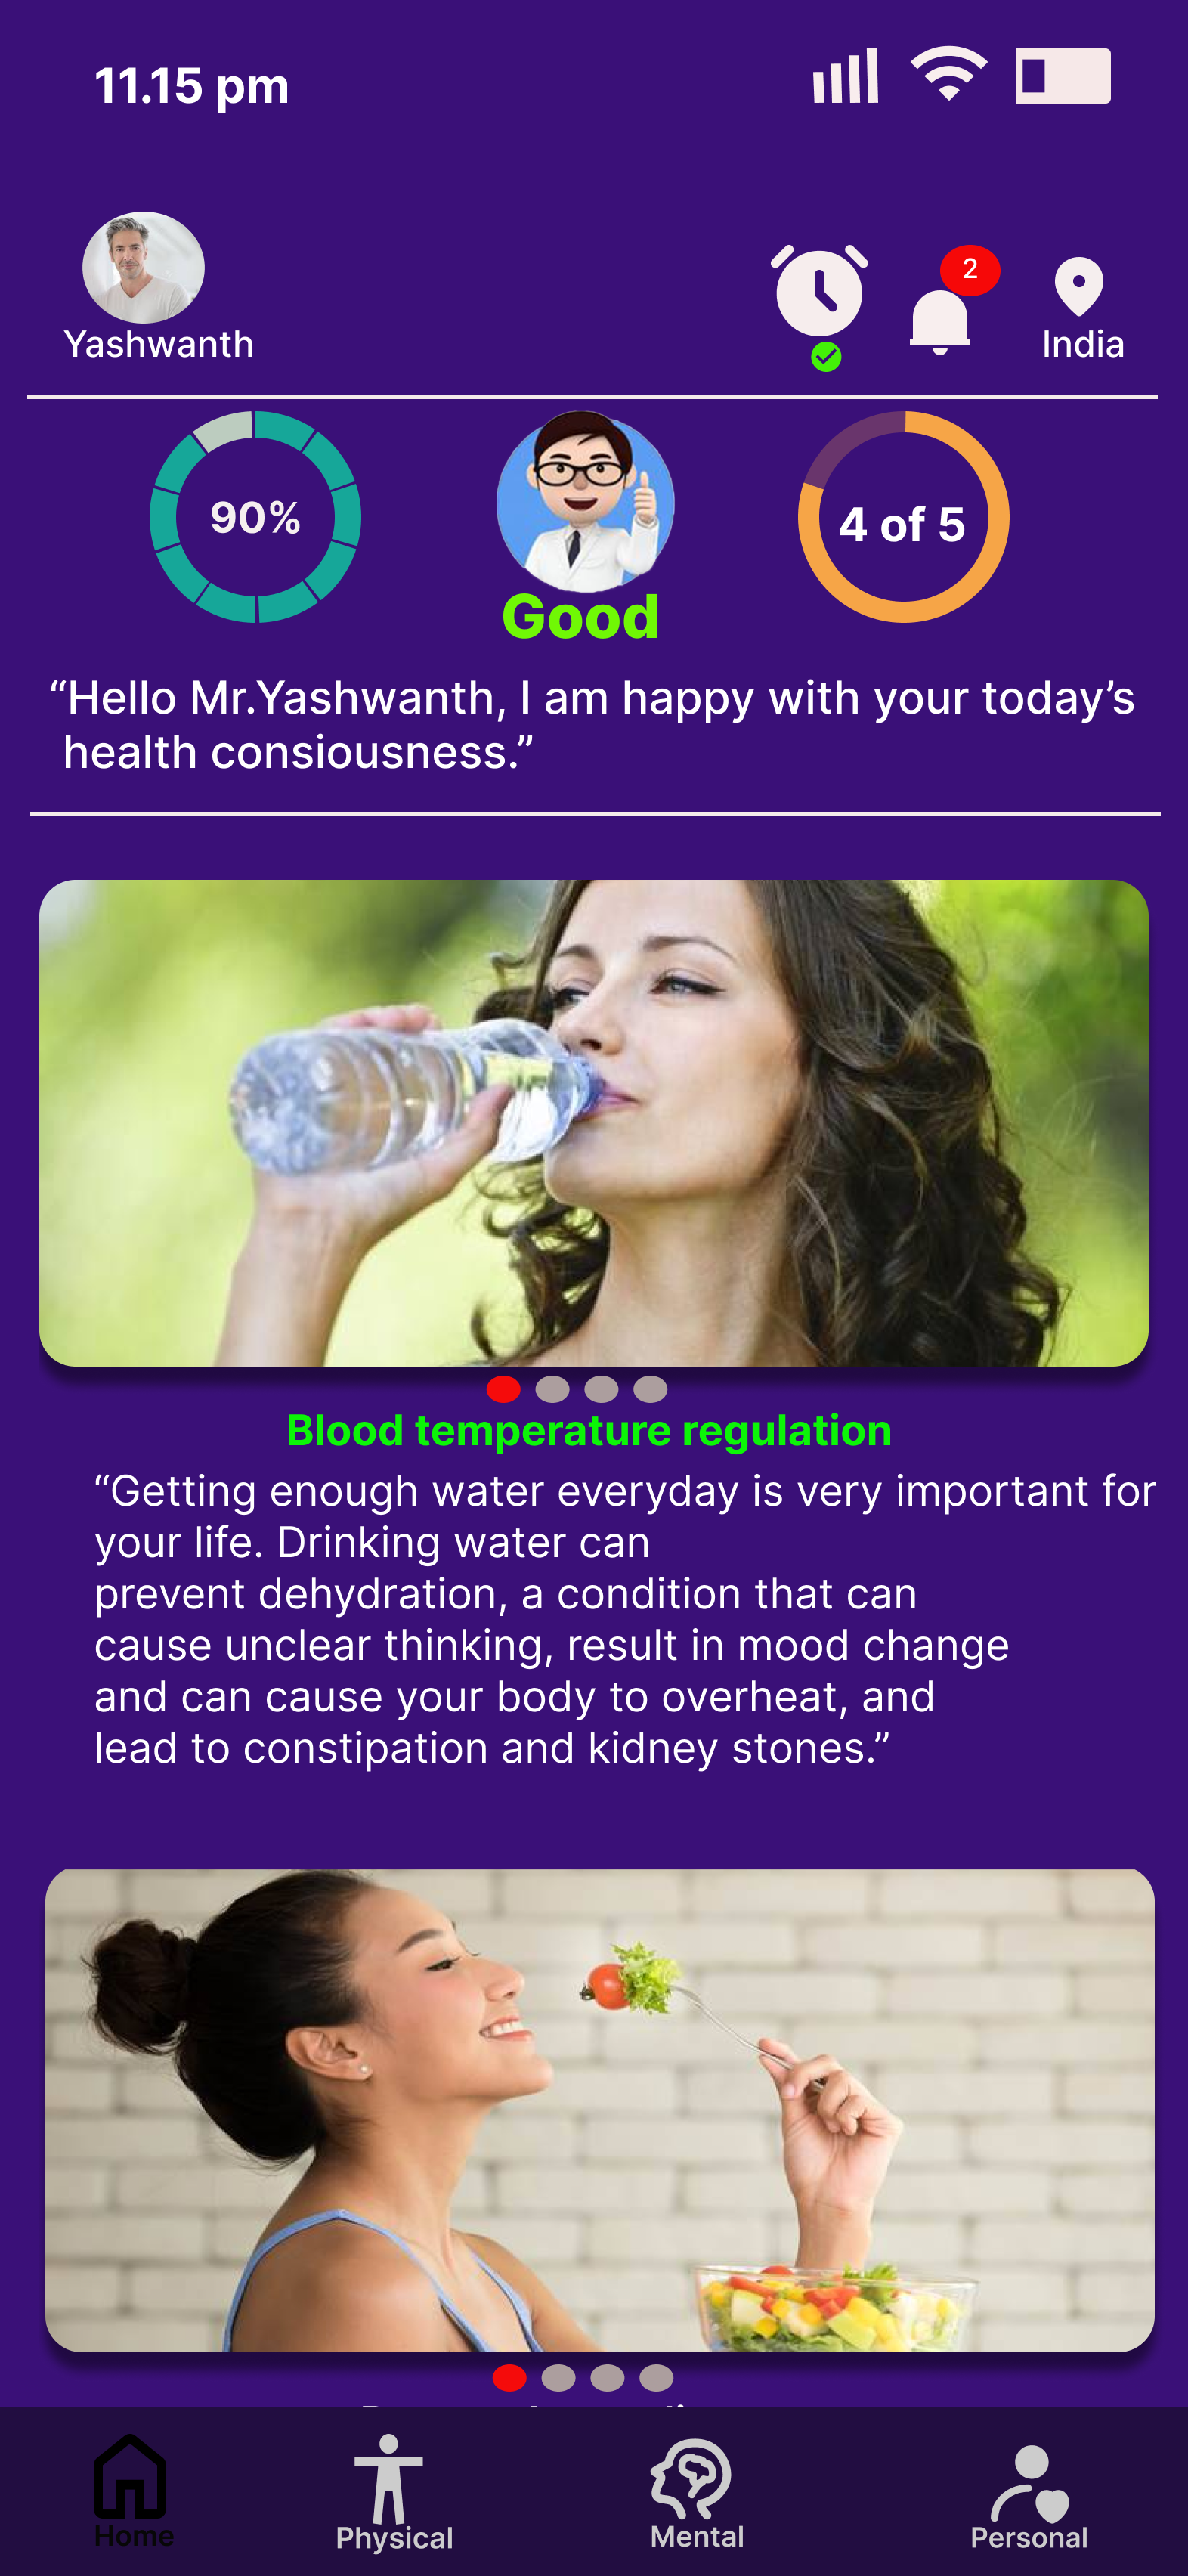 11.15 pm
2
Yashwanth
India
90%
4 of 5
Good
“Hello Mr.Yashwanth, I am happy with your today’s
health consiousness.”
Blood temperature regulation
“Getting enough water everyday is very important for
your life. Drinking water can
prevent dehydration, a condition that can
cause unclear thinking, result in mood change
and can cause your body to overheat, and
lead to constipation and kidney stones.”
Home
Physical
Mental
Personal